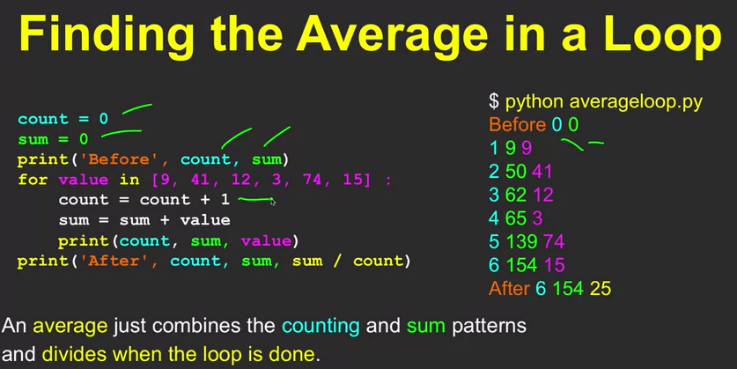 Finding the Average in a Loop
count = 0
sum = 0
print('Before', count, sum)
for value in [9, 41, 12, 3, 74, 15] :
    count = count + 1
    sum = sum + value
    print(count, sum, value)
print('After', count, sum, sum / count)
$ python averageloop.py
Before 0 0
1 9 9
2 50 41
3 62 12
4 65 3
5 139 74
6 154 15
After 6 154 25
An average just combines the counting and sum patterns
and divides when the loop is done.